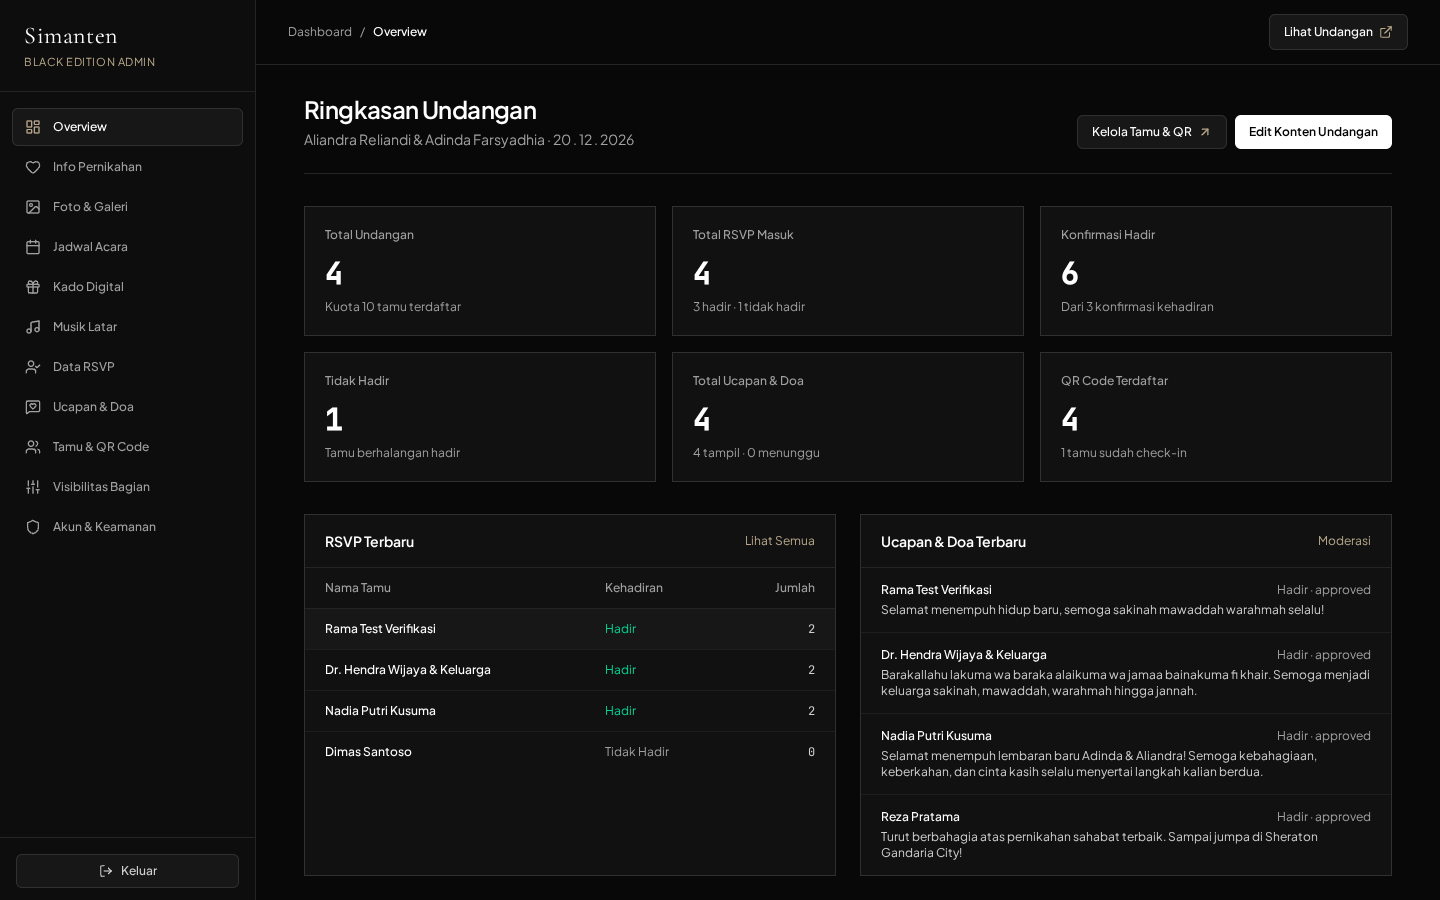 Simanten
BLACK EDITION ADMIN
Overview
Info Pernikahan
Foto & Galeri
Jadwal Acara
Kado Digital
Musik Latar
Data RSVP
Ucapan & Doa
Tamu & QR Code
Visibilitas Bagian
Akun & Keamanan
Keluar
Dashboard / Overview
Lihat Undangan
Ringkasan Undangan
Aliandra Reliandi & Adinda Farsyadhia · 20 . 12 . 2026
Kelola Tamu & QR
Edit Konten Undangan
Total Undangan
4
Kuota 10 tamu terdaftar
Total RSVP Masuk
4
3 hadir · 1 tidak hadir
Konfirmasi Hadir
6
Dari 3 konfirmasi kehadiran
Tidak Hadir
1
Tamu berhalangan hadir
Total Ucapan & Doa
4
4 tampil · 0 menunggu
QR Code Terdaftar
4
1 tamu sudah check-in
RSVP Terbaru Lihat Semua
Nama Tamu Kehadiran Jumlah
Rama Test Verifikasi Hadir 2
Dr. Hendra Wijaya & Keluarga Hadir 2
Nadia Putri Kusuma Hadir 2
Dimas Santoso Tidak Hadir 0
Ucapan & Doa Terbaru Moderasi
Rama Test Verifikasi Hadir · approved
Selamat menempuh hidup baru, semoga sakinah mawaddah warahmah selalu!
Dr. Hendra Wijaya & Keluarga Hadir · approved
Barakallahu lakuma wa baraka alaikuma wa jamaa bainakuma fi khair. Semoga menjadi
keluarga sakinah, mawaddah, warahmah hingga jannah.
Nadia Putri Kusuma Hadir · approved
Selamat menempuh lembaran baru Adinda & Aliandra! Semoga kebahagiaan,
keberkahan, dan cinta kasih selalu menyertai langkah kalian berdua.
Reza Pratama Hadir · approved
Turut berbahagia atas pernikahan sahabat terbaik. Sampai jumpa di Sheraton
Gandaria City!